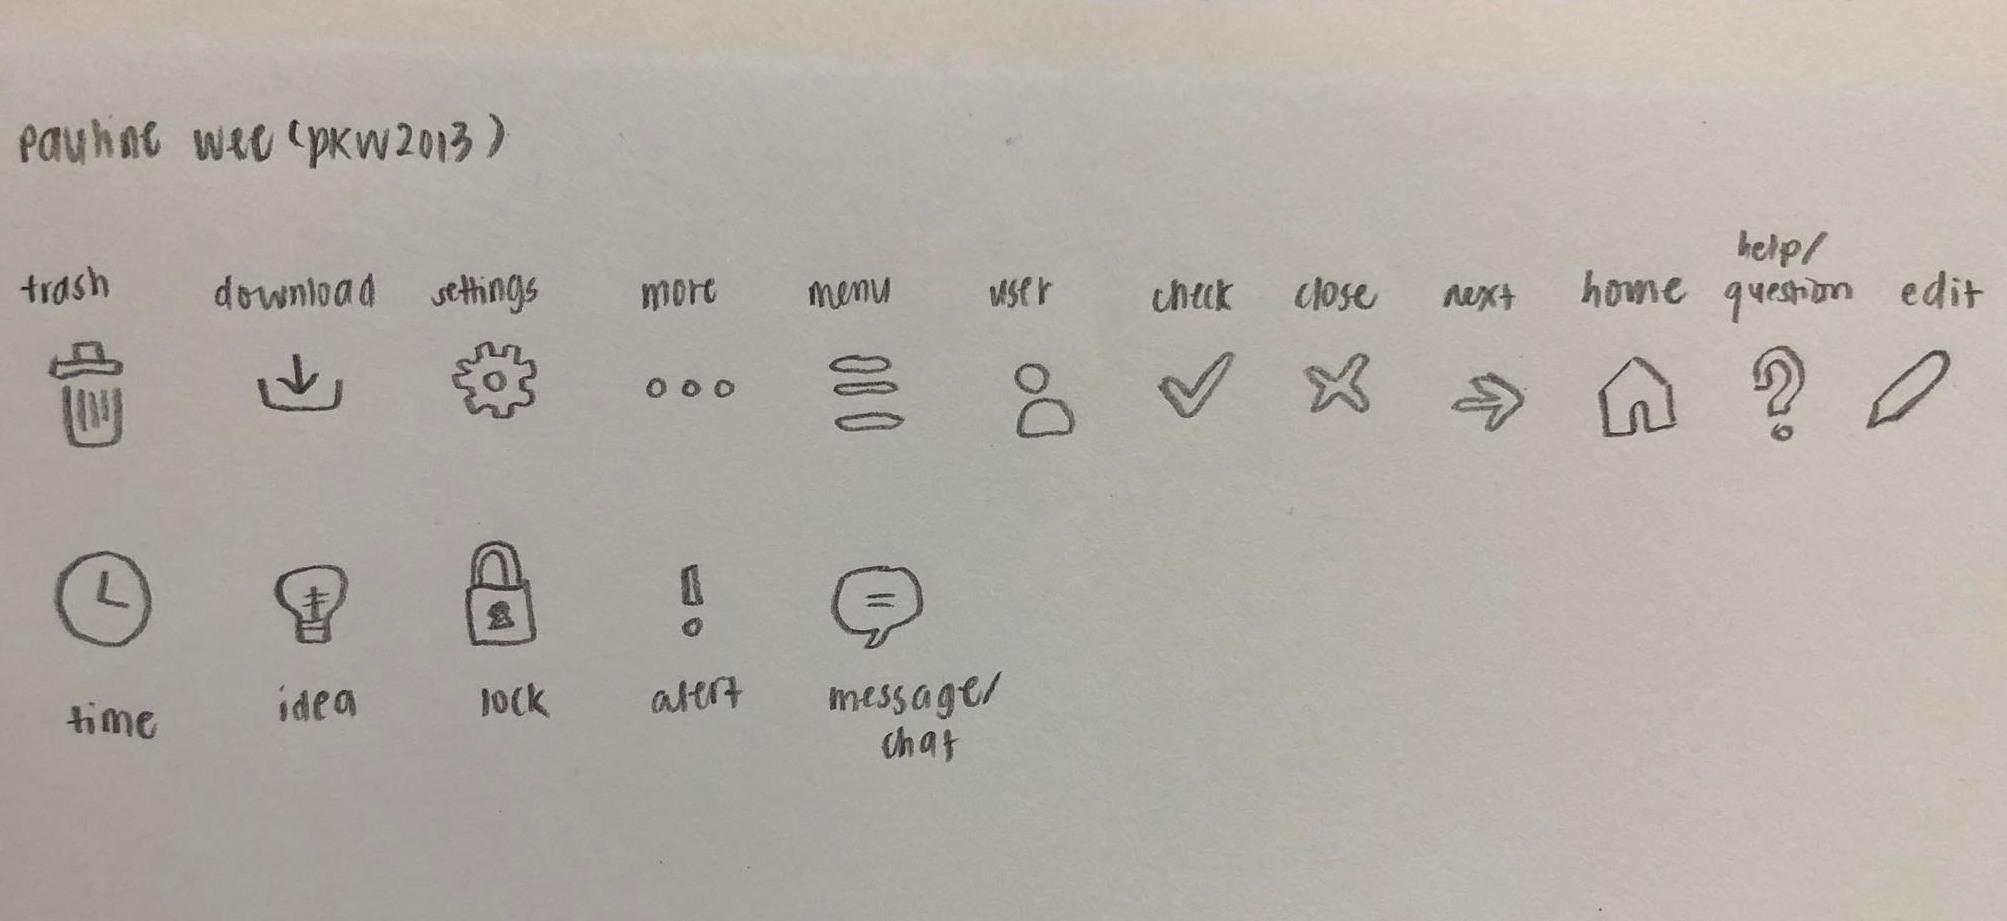 pauline wee (pkw2013)
help/
trash download settings more menu user check close next home question edit
time idea lock alert message/
chat